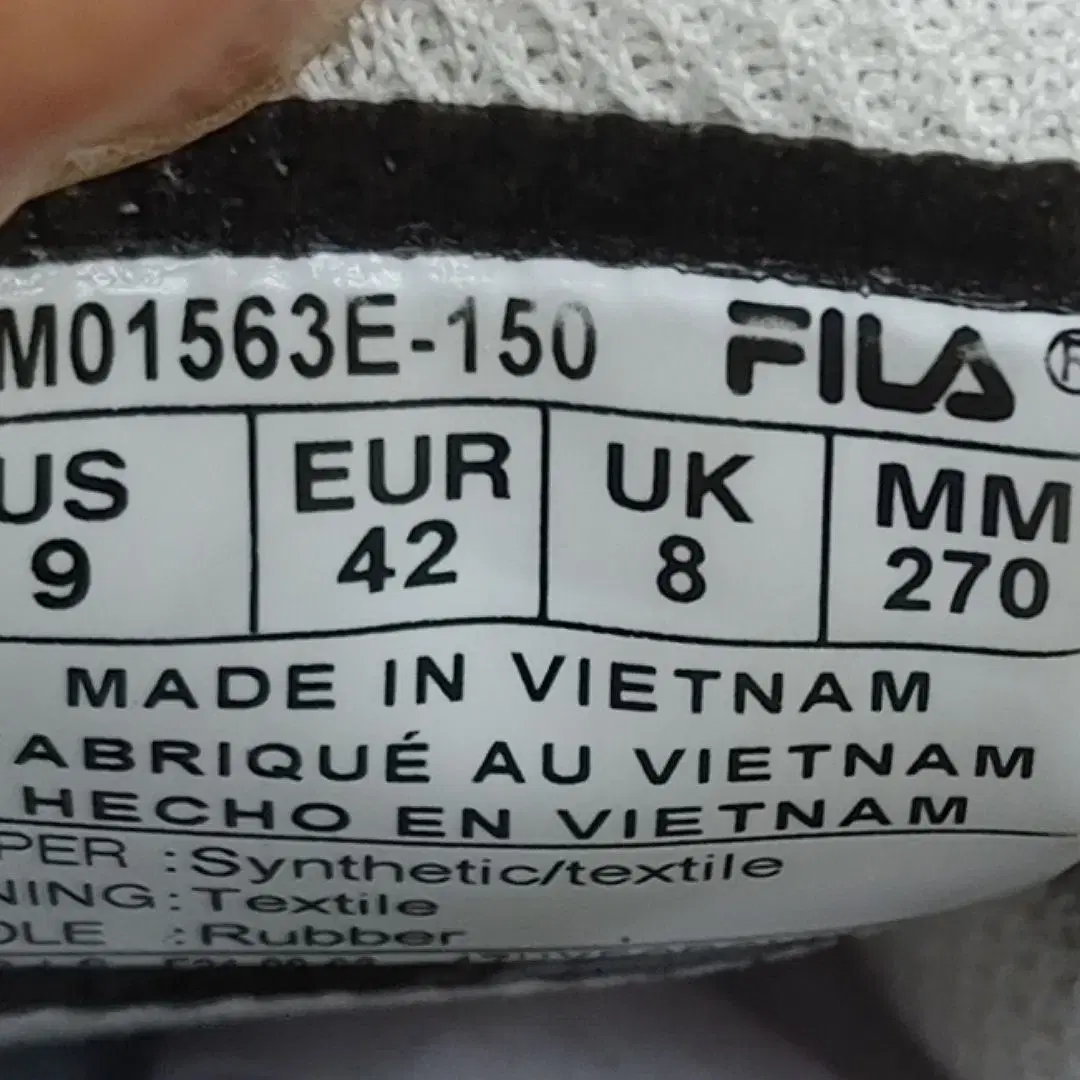 M01563E-150 FILA ®
US EUR UK MM
9 42 8 270
MADE IN VIETNAM
FABRIQUÉ AU VIETNAM
HECHO EN VIETNAM
PER :Synthetic/textile
NING:Textile
OLE :Rubber